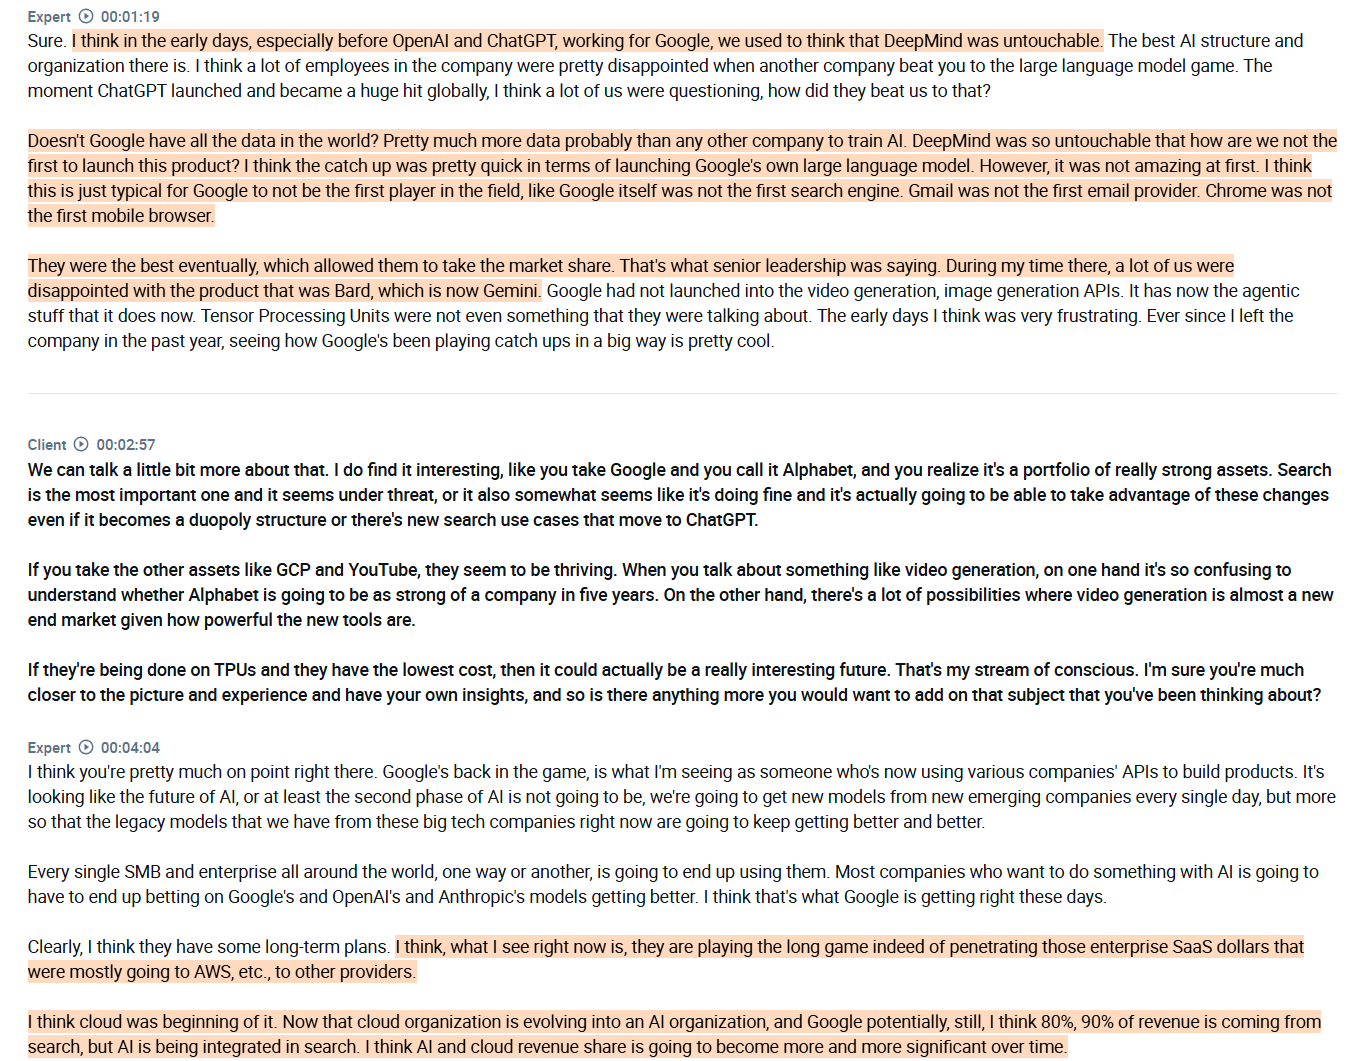 Expert 00:01:19
Sure. I think in the early days, especially before OpenAI and ChatGPT, working for Google, we used to think that DeepMind was untouchable. The best AI structure and
organization there is. I think a lot of employees in the company were pretty disappointed when another company beat you to the large language model game. The
moment ChatGPT launched and became a huge hit globally, I think a lot of us were questioning, how did they beat us to that?
Doesn't Google have all the data in the world? Pretty much more data probably than any other company to train AI. DeepMind was so untouchable that how are we not the
first to launch this product? I think the catch up was pretty quick in terms of launching Google's own large language model. However, it was not amazing at first. I think
this is just typical for Google to not be the first player in the field, like Google itself was not the first search engine. Gmail was not the first email provider. Chrome was not
the first mobile browser.
They were the best eventually, which allowed them to take the market share. That's what senior leadership was saying. During my time there, a lot of us were
disappointed with the product that was Bard, which is now Gemini. Google had not launched into the video generation, image generation APIs. It has now the agentic
stuff that it does now. Tensor Processing Units were not even something that they were talking about. The early days I think was very frustrating. Ever since I left the
company in the past year, seeing how Google's been playing catch ups in a big way is pretty cool.
Client 00:02:57
We can talk a little bit more about that. I do find it interesting, like you take Google and you call it Alphabet, and you realize it's a portfolio of really strong assets. Search
is the most important one and it seems under threat, or it also somewhat seems like it's doing fine and it's actually going to be able to take advantage of these changes
even if it becomes a duopoly structure or there's new search use cases that move to ChatGPT.
If you take the other assets like GCP and YouTube, they seem to be thriving. When you talk about something like video generation, on one hand it's so confusing to
understand whether Alphabet is going to be as strong of a company in five years. On the other hand, there's a lot of possibilities where video generation is almost a new
end market given how powerful the new tools are.
If they're being done on TPUs and they have the lowest cost, then it could actually be a really interesting future. That's my stream of conscious. I'm sure you're much
closer to the picture and experience and have your own insights, and so is there anything more you would want to add on that subject that you've been thinking about?
Expert 00:04:04
I think you're pretty much on point right there. Google's back in the game, is what I'm seeing as someone who's now using various companies' APIs to build products. It's
looking like the future of AI, or at least the second phase of AI is not going to be, we're going to get new models from new emerging companies every single day, but more
so that the legacy models that we have from these big tech companies right now are going to keep getting better and better.
Every single SMB and enterprise all around the world, one way or another, is going to end up using them. Most companies who want to do something with AI is going to
have to end up betting on Google's and OpenAI's and Anthropic's models getting better. I think that's what Google is getting right these days.
Clearly, I think they have some long-term plans. I think, what I see right now is, they are playing the long game indeed of penetrating those enterprise SaaS dollars that
were mostly going to AWS, etc., to other providers.
I think cloud was beginning of it. Now that cloud organization is evolving into an AI organization, and Google potentially, still, I think 80%, 90% of revenue is coming from
search, but AI is being integrated in search. I think AI and cloud revenue share is going to become more and more significant over time.